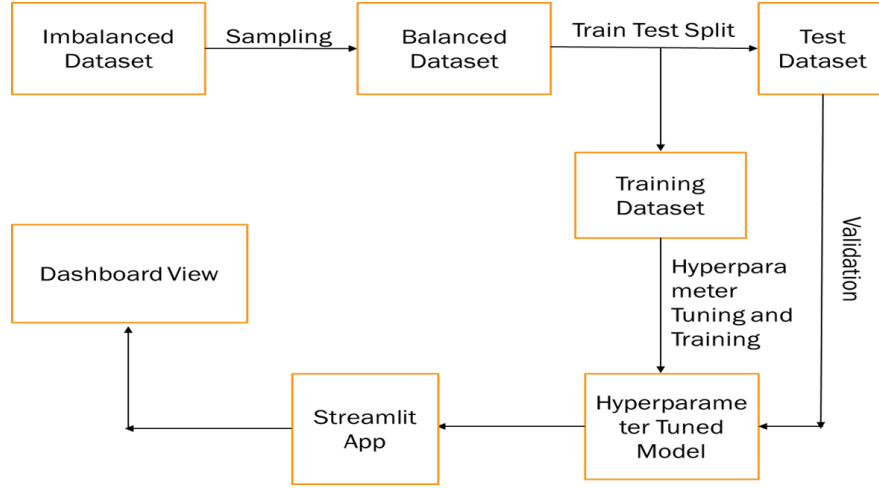 Imbalanced
Dataset
Sampling
Balanced
Dataset
Train Test Split
Test
Dataset
Training
Dataset
Validation
Hyperpara
meter
Tuning and
Training
Dashboard View
Streamlit
App
Hyperparame
ter Tuned
Model